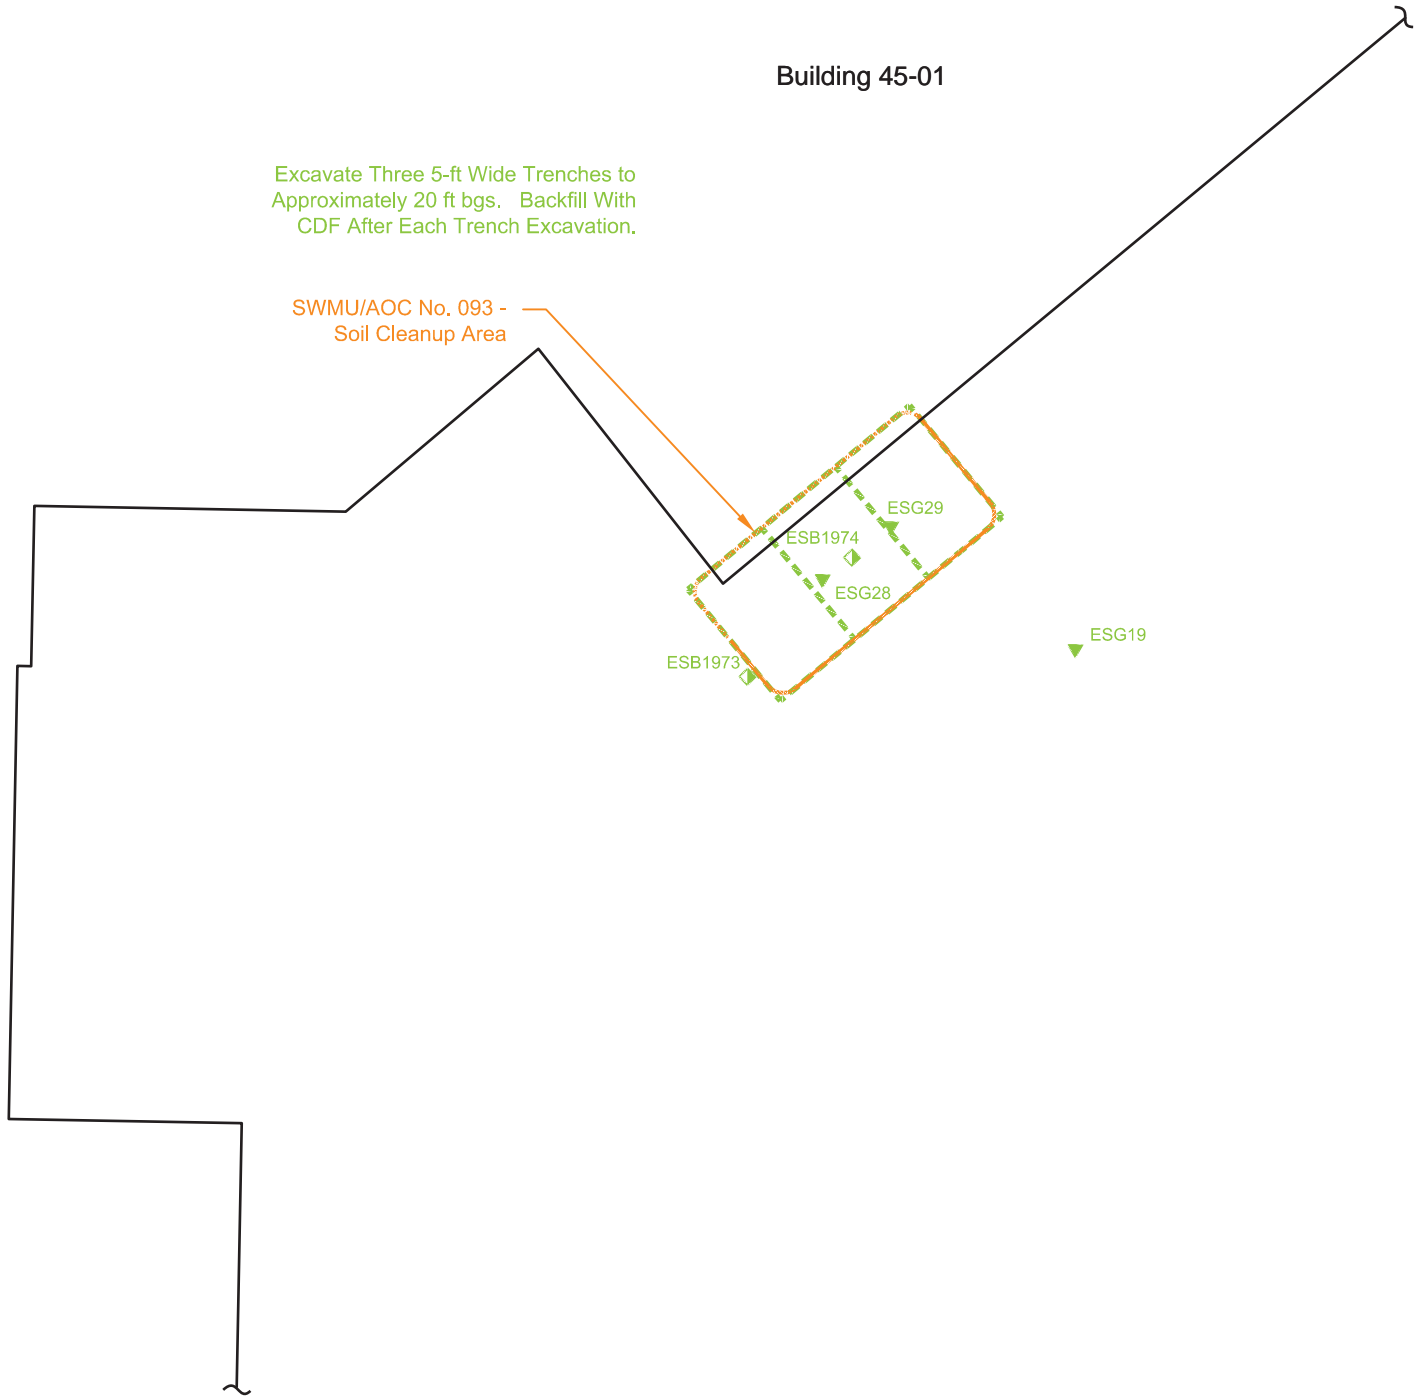 Building 45-01
Excavate Three 5-ft Wide Trenches to
Approximately 20 ft bgs. Backfill With
CDF After Each Trench Excavation.
SWMU/AOC No. 093 -
Soil Cleanup Area
ESG29
ESB1974
ESG28
ESG19
ESB1973